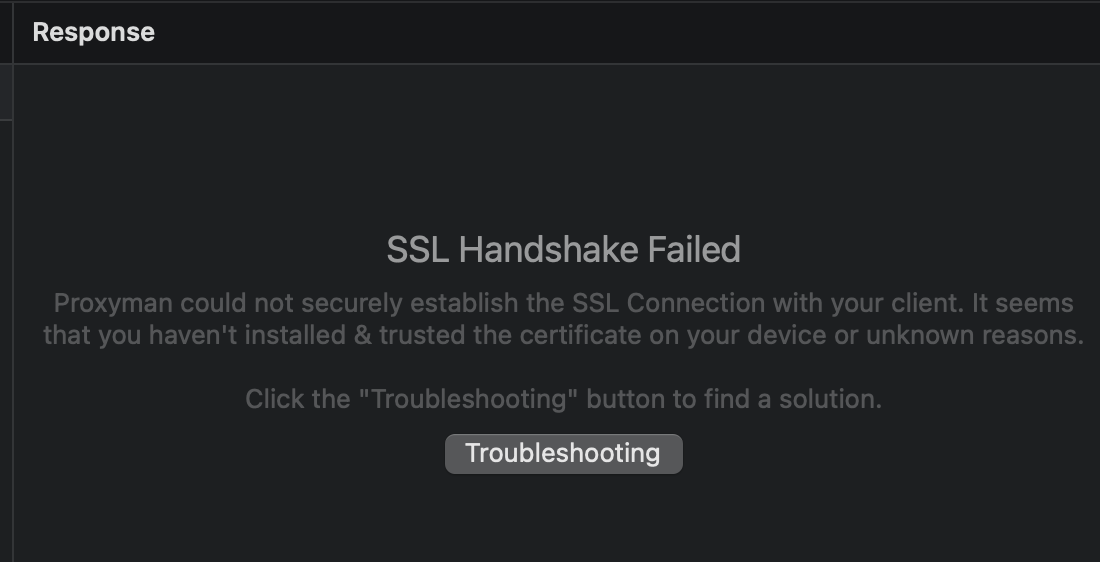 Response
SSL Handshake Failed
Proxyman could not securely establish the SSL Connection with your client. It seems
that you haven't installed & trusted the certificate on your device or unknown reasons.
Click the "Troubleshooting" button to find a solution.
Troubleshooting